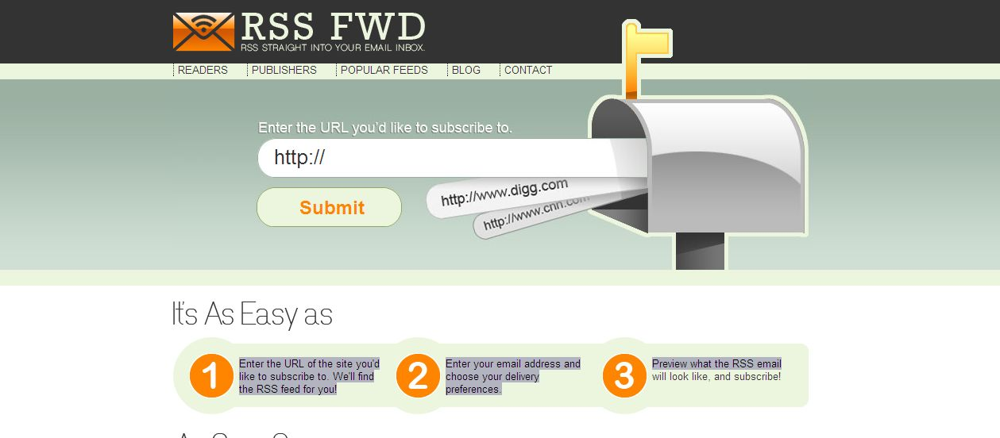 RSS FWD
RSS STRAIGHT INTO YOUR EMAIL INBOX.
READERS
PUBLISHERS
POPULAR FEEDS
BLOG
CONTACT
Enter the URL you'd like to subscribe to.
http://
Submit
http://www.digg.com
http://www.cnn.com
It's As Easy as
1
Enter the URL of the site you'd
like to subscribe to. We'll find
the RSS feed for you!
2
Enter your email address and
choose your delivery
preferences.
3
Preview what the RSS email
will look like, and subscribe!